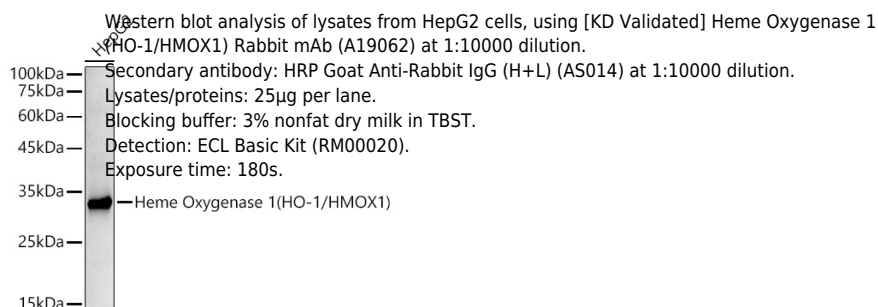 Western blot analysis of lysates from HepG2 cells, using [KD Validated] Heme Oxygenase 1
(HO-1/HMOX1) Rabbit mAb (A19062) at 1:10000 dilution.
Secondary antibody: HRP Goat Anti-Rabbit IgG (H+L) (AS014) at 1:10000 dilution.
Lysates/proteins: 25μg per lane.
Blocking buffer: 3% nonfat dry milk in TBST.
Detection: ECL Basic Kit (RM00020).
Exposure time: 180s.
HepG2
100kDa
75kDa
60kDa
45kDa
35kDa
Heme Oxygenase 1(HO-1/HMOX1)
25kDa
15kDa